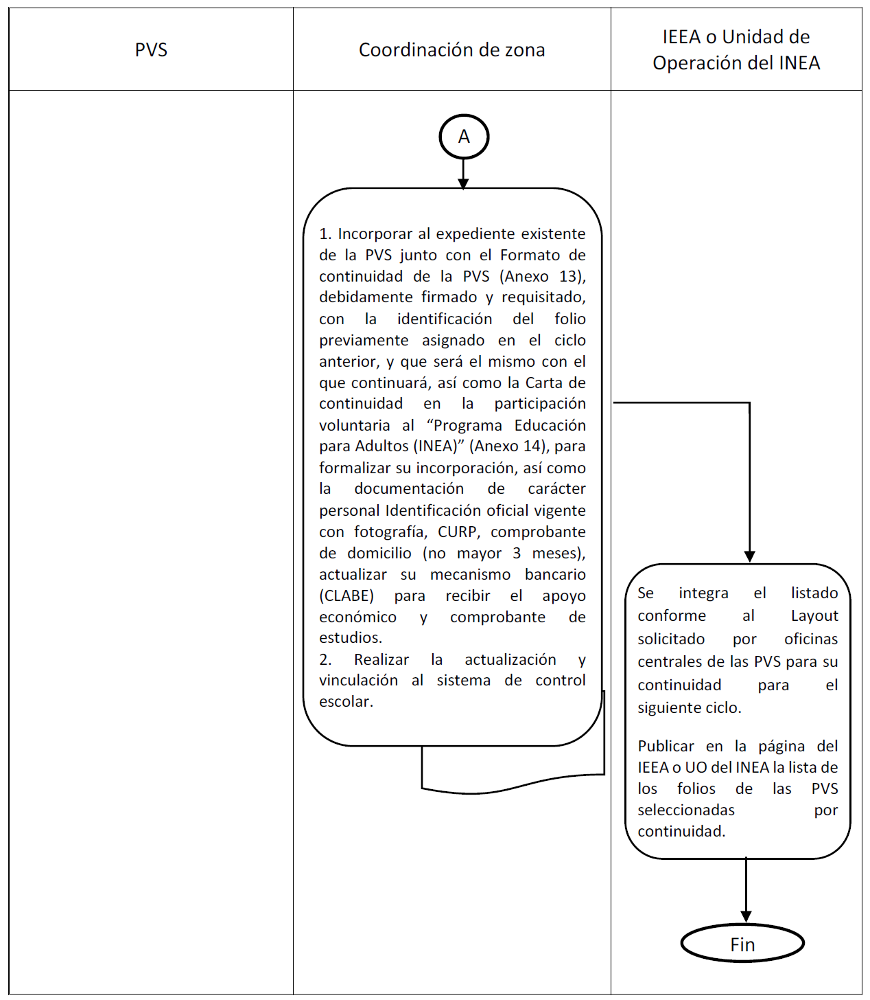 PVS
Coordinación de zona
IEEA o Unidad de
Operación del INEA
A
1. Incorporar al expediente existente
de la PVS junto con el Formato de
continuidad de la PVS (Anexo 13),
debidamente firmado y requisitado,
con la identificación del folio
previamente asignado en el ciclo
anterior, y que será el mismo con el
que continuará, así como la Carta de
continuidad en la participación
voluntaria al “Programa Educación
para Adultos (INEA)” (Anexo 14), para
formalizar su incorporación, así como
la documentación de carácter
personal Identificación oficial vigente
con fotografía, CURP, comprobante
de domicilio (no mayor 3 meses),
actualizar su mecanismo bancario
(CLABE) para recibir el apoyo
económico y comprobante de
estudios.
2. Realizar la actualización y
vinculación al sistema de control
escolar.
Se integra el listado
conforme al Layout
solicitado por oficinas
centrales de las PVS para su
continuidad para el
siguiente ciclo.
Publicar en la página del
IEEA o UO del INEA la lista de
los folios de las PVS
seleccionadas por
continuidad.
Fin